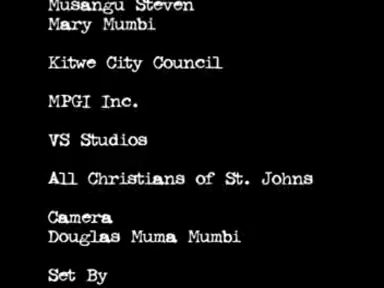 Musangu Steven
Mary Mumbi
Kitwe City Council
MPGI Inc.
VS Studios
All Christians of St. Johns
Camera
Douglas Muma Mumbi
Set By